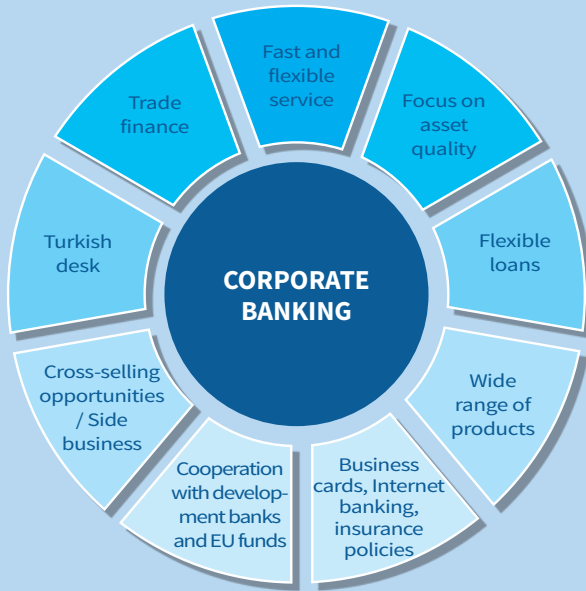 Fast and
flexible
service
Focus on
asset
quality
Flexible
loans
Wide
range of
products
Business
cards, Internet
banking,
insurance
policies
Cooperation
with develop-
ment banks
and EU funds
Cross-selling
opportunities
/ Side
business
Turkish
desk
Trade
finance
CORPORATE
BANKING